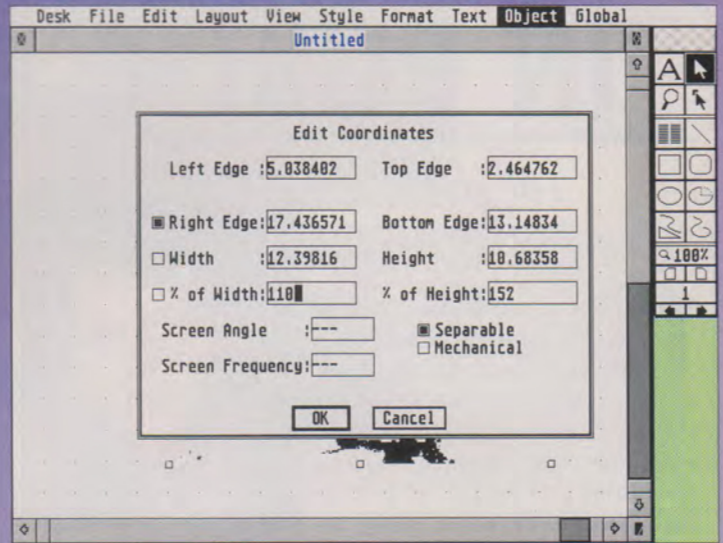 Desk File Edit Layout View Style Format Text Object Global
Untitled
A
Edit Coordinates
Left Edge :5.038402 Top Edge :2.464762
Right Edge:17.436571 Bottom Edge:13.14834
Width :12.39816 Height :10.68358
% of Width:110 % of Height:152
Screen Angle :--- Separable
Mechanical
Screen Frequency:---
OK Cancel
100%
1